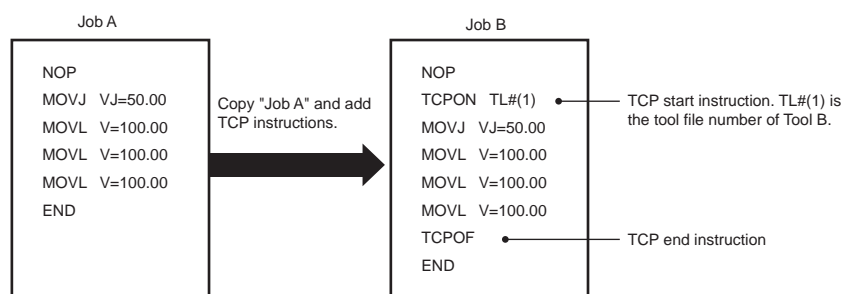 Job A
NOP
MOVJ VJ=50.00
MOVL V=100.00
MOVL V=100.00
MOVL V=100.00
END
Copy "Job A" and add
TCP instructions.
Job B
NOP
TCPON TL#(1)
MOVJ VJ=50.00
MOVL V=100.00
MOVL V=100.00
MOVL V=100.00
TCPOF
END
TCP start instruction. TL#(1) is
the tool file number of Tool B.
TCP end instruction